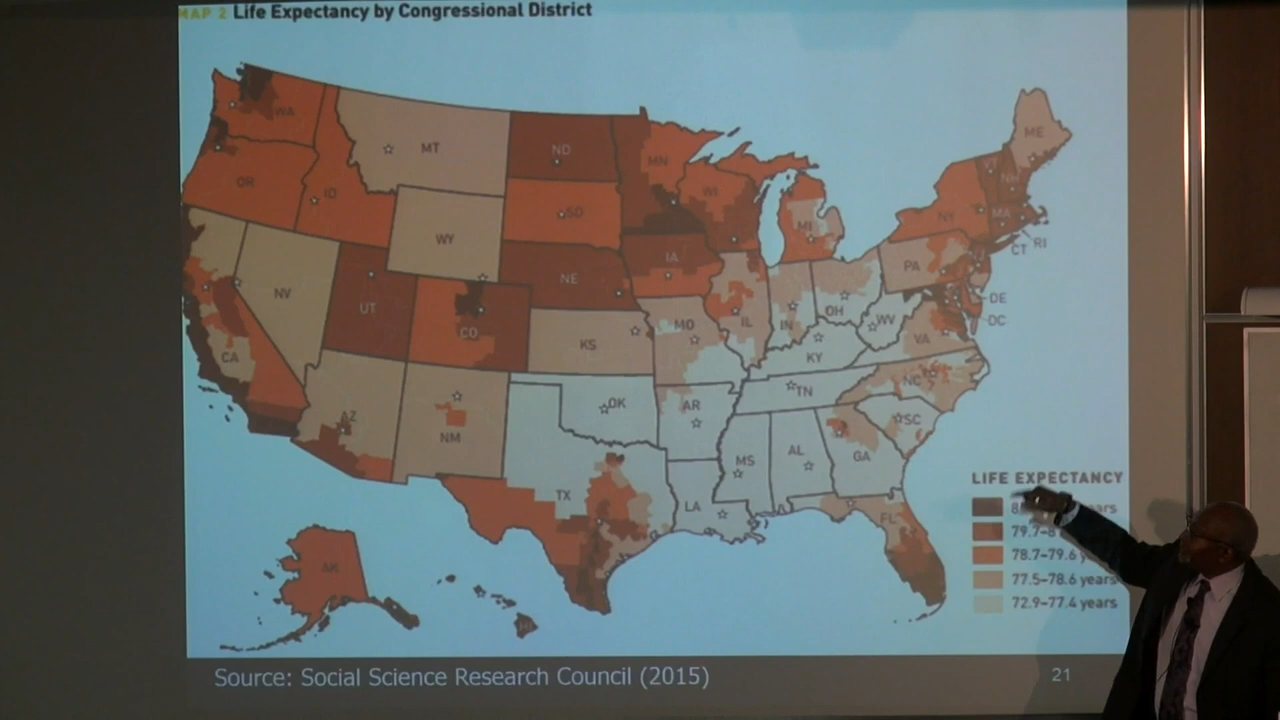 MAP 2 Life Expectancy by Congressional District
WA
MT
ND
MN
ME
OR
ID
SD
WI
VT
NH
NY
MA
WY
MI
CT
RI
IA
PA
NV
UT
NE
CO
IL
IN
OH
WV
DE
DC
CA
KS
MO
KY
VA
AZ
NM
OK
AR
TN
NC
SC
MS
AL
GA
TX
LA
FL
AK
HI
LIFE EXPECTANCY
years
79.7–8
78.7–79.6 years
77.5–78.6 years
72.9–77.4 years
Source: Social Science Research Council (2015)
21